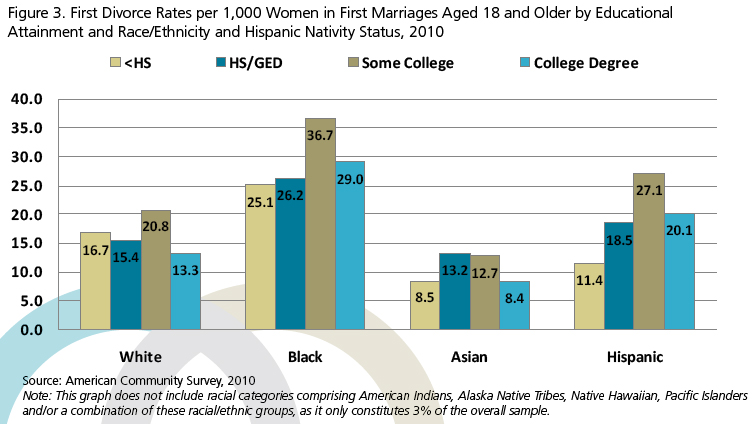 Figure 3. First Divorce Rates per 1,000 Women in First Marriages Aged 18 and Older by Educational
Attainment and Race/Ethnicity and Hispanic Nativity Status, 2010
<HS HS/GED Some College College Degree
40.0
35.0
30.0
25.0
20.0
15.0
10.0
5.0
0.0
16.7 15.4 20.8 13.3
25.1 26.2 36.7 29.0
8.5 13.2 12.7 8.4
11.4 18.5 27.1 20.1
White Black Asian Hispanic
Source: American Community Survey, 2010
Note: This graph does not include racial categories comprising American Indians, Alaska Native Tribes, Native Hawaiian, Pacific Islanders
and/or a combination of these racial/ethnic groups, as it only constitutes 3% of the overall sample.